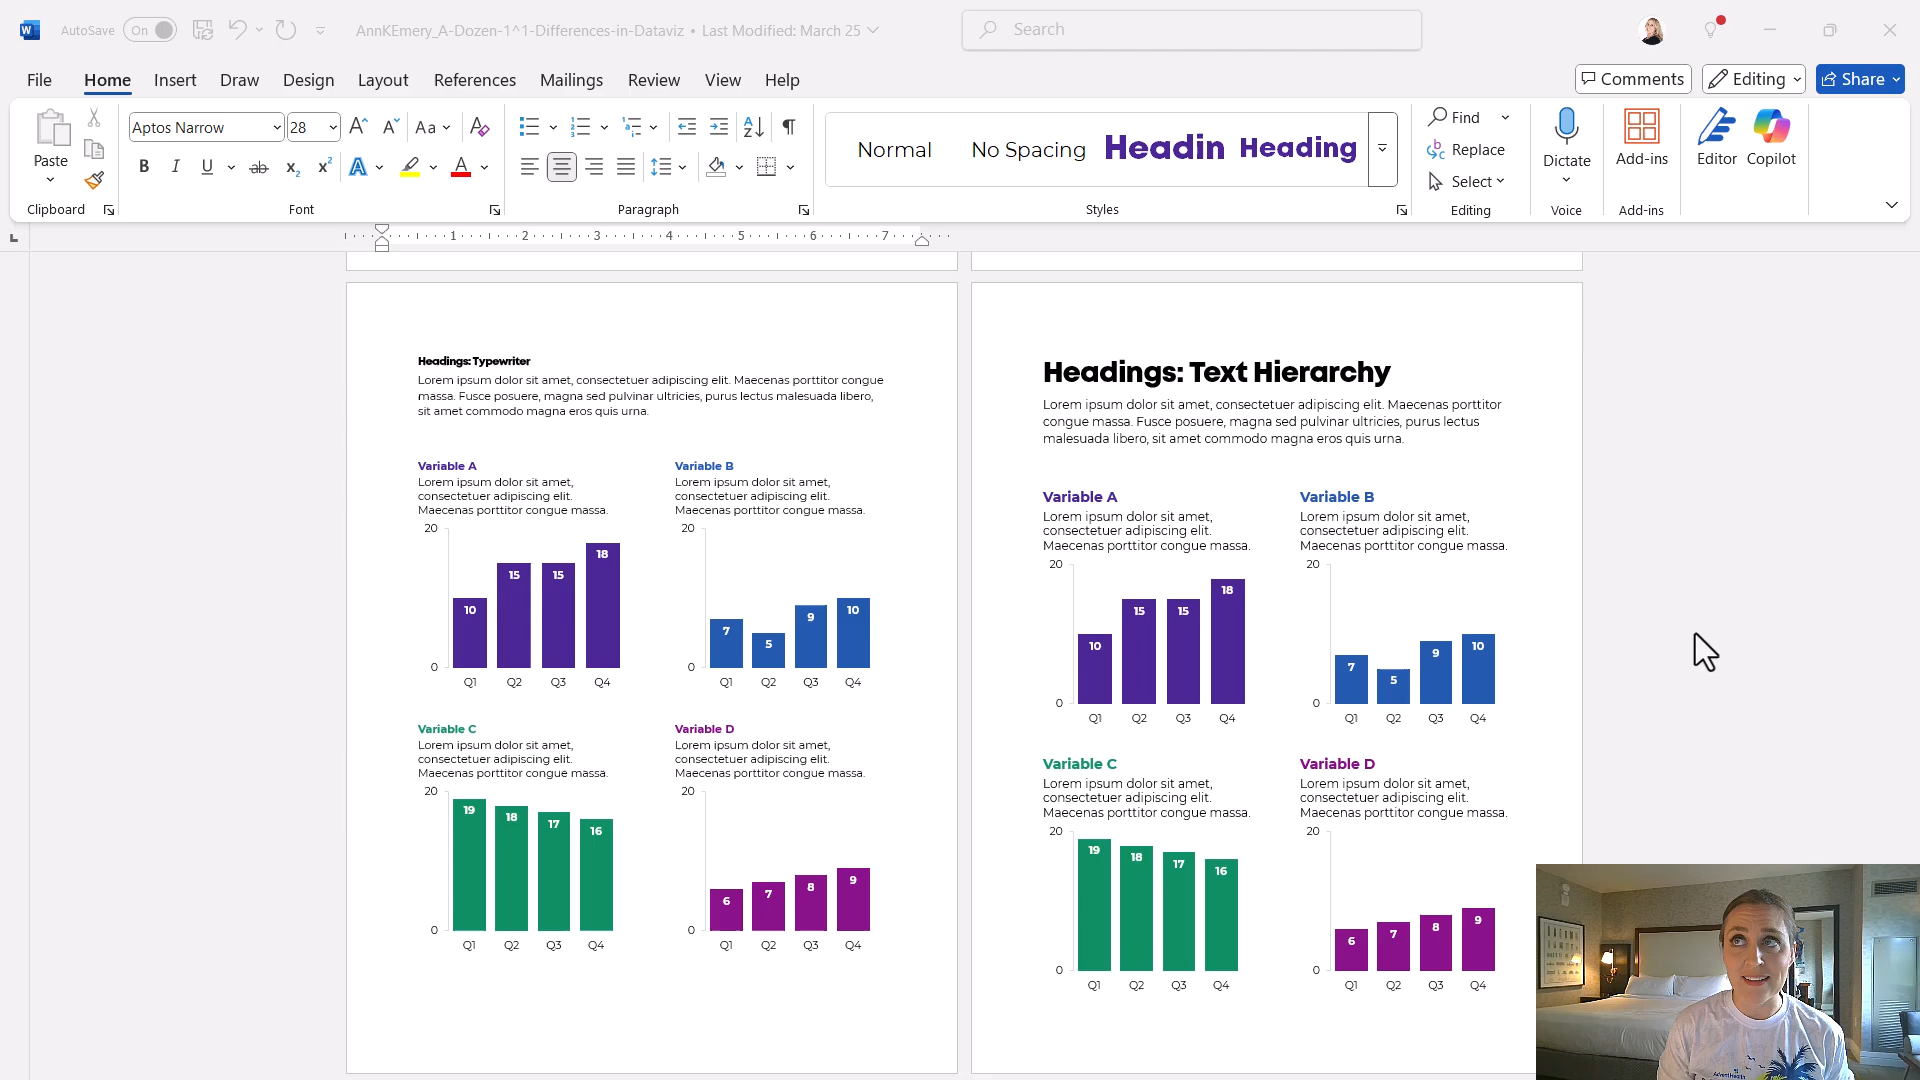 AutoSave On AnnKEmery_A-Dozen-1^1-Differences-in-Dataviz • Last Modified: March 25 Search
File Home Insert Draw Design Layout References Mailings Review View Help Comments Editing Share
Paste
Clipboard
Aptos Narrow 28
Font
Paragraph
Normal No Spacing Headin Heading
Styles
Find
Replace
Select
Editing
Dictate
Voice
Add-ins
Add-ins
Editor Copilot
1 2 3 4 5 6 7
Headings: Typewriter
Lorem ipsum dolor sit amet, consectetuer adipiscing elit. Maecenas porttitor congue
massa. Fusce posuere, magna sed pulvinar ultricies, purus lectus malesuada libero,
sit amet commodo magna eros quis urna.
Variable A
Lorem ipsum dolor sit amet,
consectetuer adipiscing elit.
Maecenas porttitor congue massa.
20
10 15 15 18
0
Q1 Q2 Q3 Q4
Variable B
Lorem ipsum dolor sit amet,
consectetuer adipiscing elit.
Maecenas porttitor congue massa.
20
7 5 9 10
0
Q1 Q2 Q3 Q4
Variable C
Lorem ipsum dolor sit amet,
consectetuer adipiscing elit.
Maecenas porttitor congue massa.
20
19 18 17 16
0
Q1 Q2 Q3 Q4
Variable D
Lorem ipsum dolor sit amet,
consectetuer adipiscing elit.
Maecenas porttitor congue massa.
20
6 7 8 9
0
Q1 Q2 Q3 Q4
Headings: Text Hierarchy
Lorem ipsum dolor sit amet, consectetuer adipiscing elit. Maecenas porttitor
congue massa. Fusce posuere, magna sed pulvinar ultricies, purus lectus
malesuada libero, sit amet commodo magna eros quis urna.
Variable A
Lorem ipsum dolor sit amet,
consectetuer adipiscing elit.
Maecenas porttitor congue massa.
20
10 15 15 18
0
Q1 Q2 Q3 Q4
Variable B
Lorem ipsum dolor sit amet,
consectetuer adipiscing elit.
Maecenas porttitor congue massa.
20
7 5 9 10
0
Q1 Q2 Q3 Q4
Variable C
Lorem ipsum dolor sit amet,
consectetuer adipiscing elit.
Maecenas porttitor congue massa.
20
19 18 17 16
0
Q1 Q2 Q3 Q4
Variable D
Lorem ipsum dolor sit amet,
consectetuer adipiscing elit.
Maecenas porttitor congue massa.
20
6 7 8 9
0
Q1 Q2 Q3 Q4